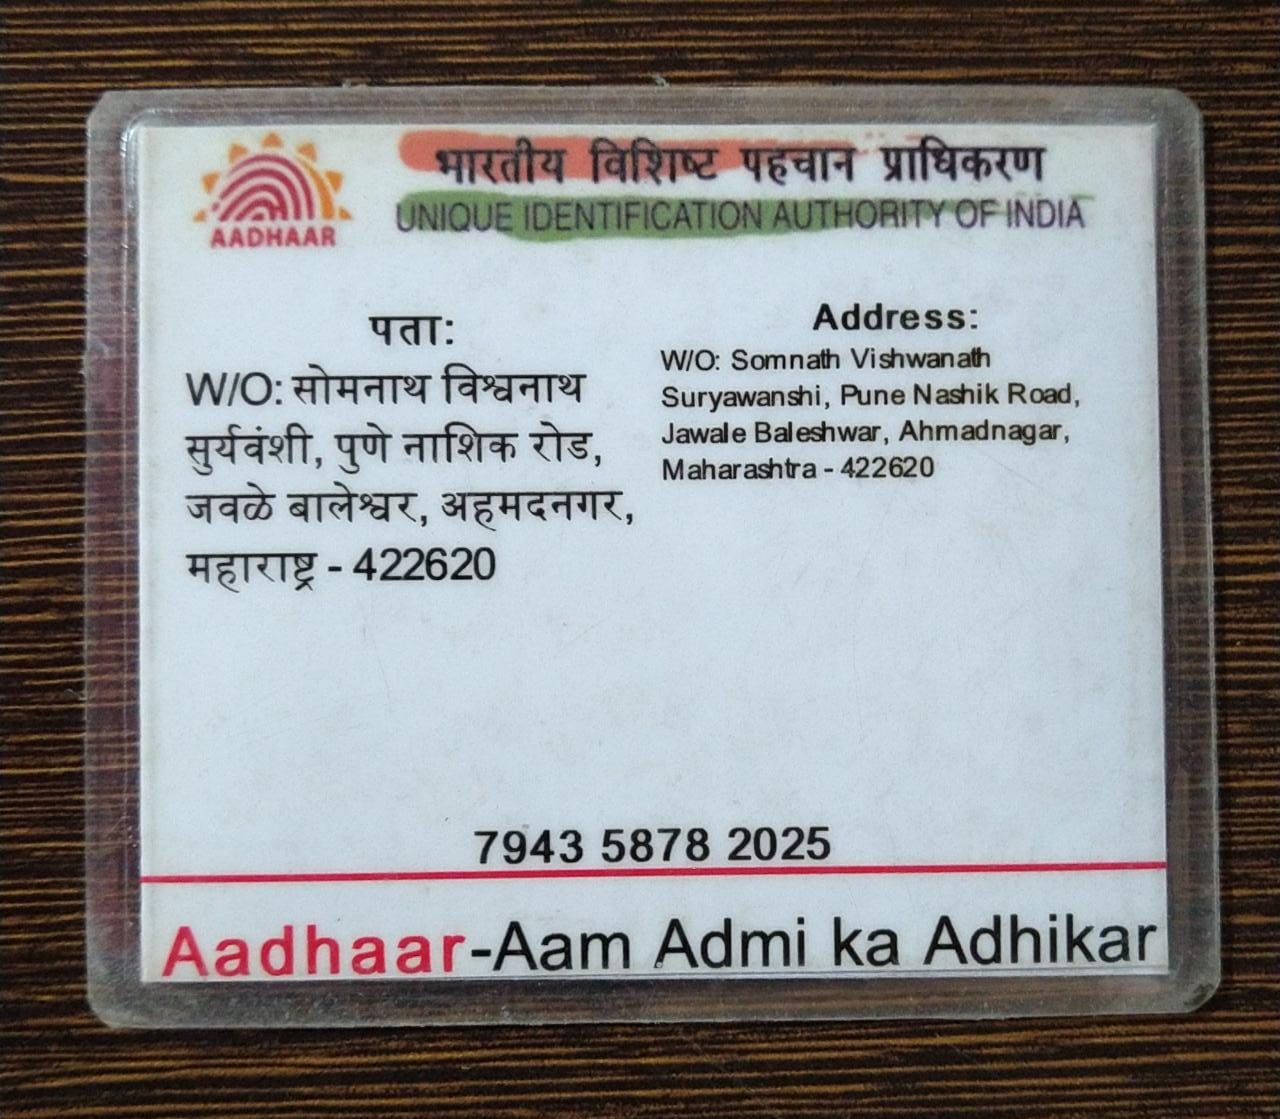 भारतीय विशिष्ट पहचान प्राधिकरण
UNIQUE IDENTIFICATION AUTHORITY OF INDIA
AADHAAR
पता:
W/O: सोमनाथ विश्वनाथ
सुर्यवंशी, पुणे नाशिक रोड,
जवळे बालेश्वर, अहमदनगर,
महाराष्ट्र - 422620
Address:
W/O: Somnath Vishwanath
Suryawanshi, Pune Nashik Road,
Jawale Baleshwar, Ahmadnagar,
Maharashtra - 422620
7943 5878 2025
Aadhaar-Aam Admi ka Adhikar